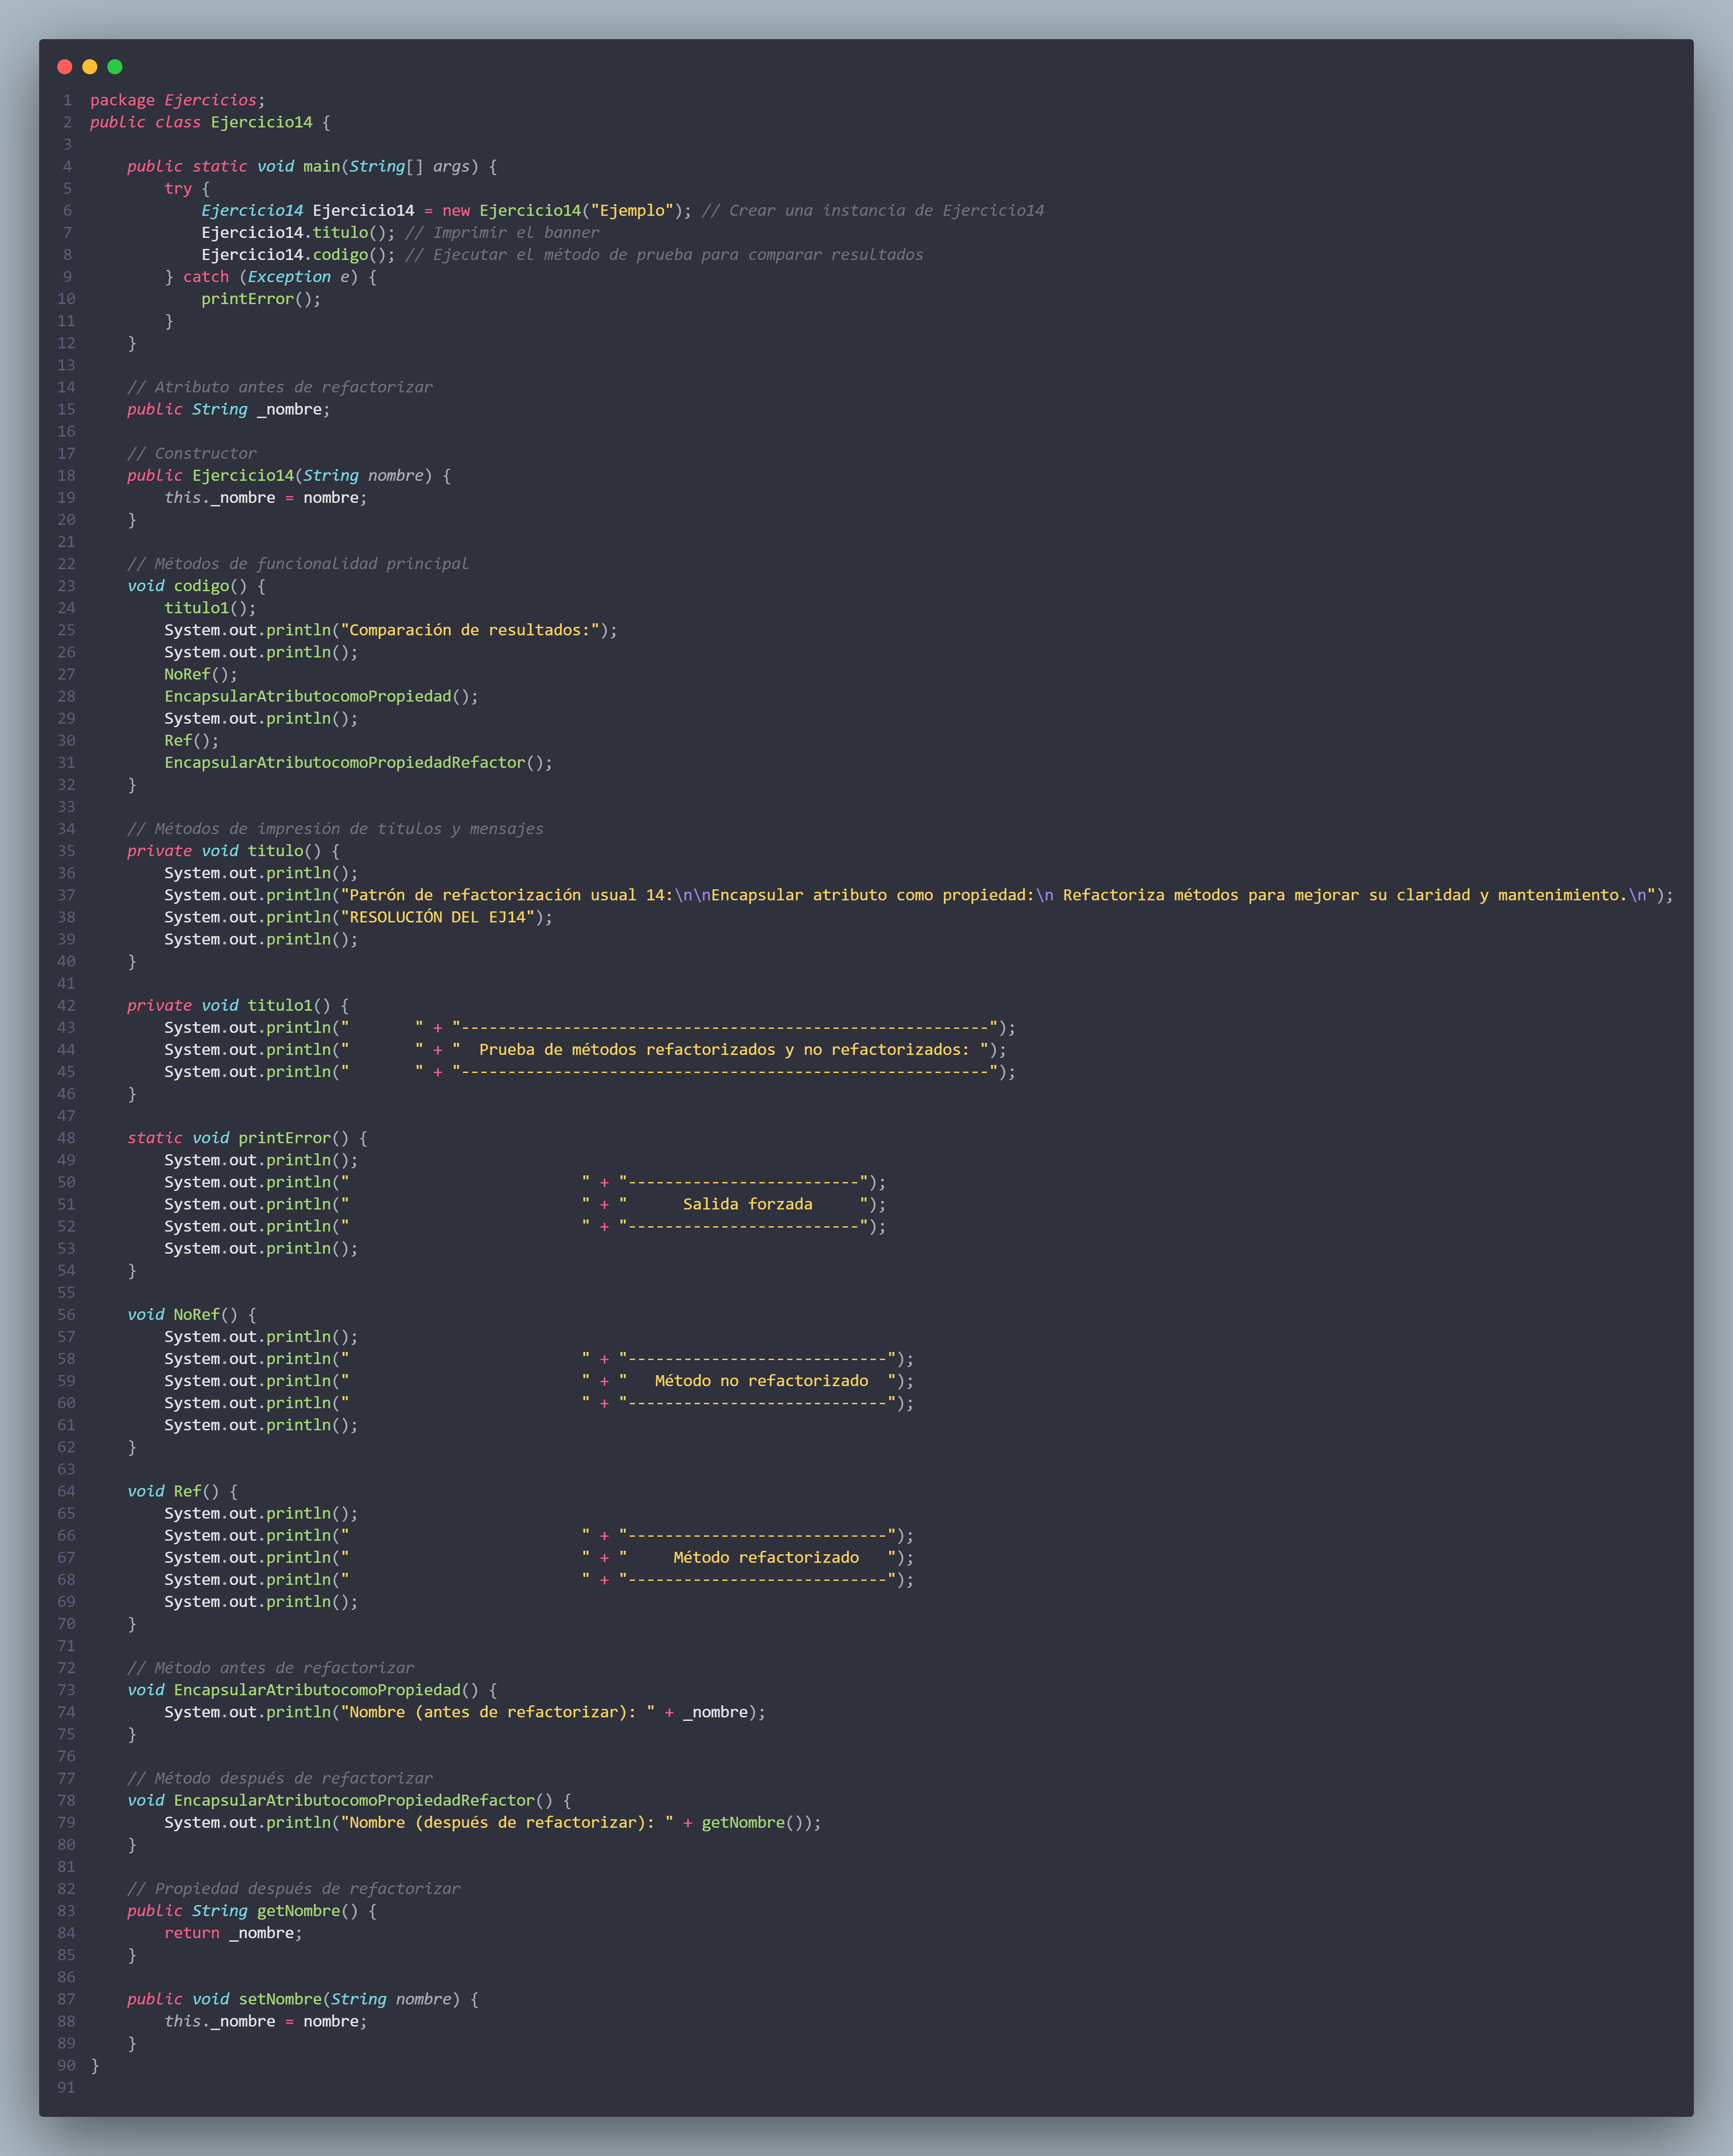 1 package Ejercicios;
2 public class Ejercicio14 {
3
4     public static void main(String[] args) {
5         try {
6             Ejercicio14 Ejercicio14 = new Ejercicio14("Ejemplo"); // Crear una instancia de Ejercicio14
7             Ejercicio14.titulo(); // Imprimir el banner
8             Ejercicio14.codigo(); // Ejecutar el método de prueba para comparar resultados
9         } catch (Exception e) {
10             printError();
11         }
12     }
13
14     // Atributo antes de refactorizar
15     public String _nombre;
16
17     // Constructor
18     public Ejercicio14(String nombre) {
19         this._nombre = nombre;
20     }
21
22     // Métodos de funcionalidad principal
23     void codigo() {
24         titulo1();
25         System.out.println("Comparación de resultados:");
26         System.out.println();
27         NoRef();
28         EncapsularAtributocomoPropiedad();
29         System.out.println();
30         Ref();
31         EncapsularAtributocomoPropiedadRefactor();
32     }
33
34     // Métodos de impresión de títulos y mensajes
35     private void titulo() {
36         System.out.println();
37         System.out.println("Patrón de refactorización usual 14:\n\nEncapsular atributo como propiedad:\n Refactoriza métodos para mejorar su claridad y mantenimiento.\n");
38         System.out.println("RESOLUCIÓN DEL EJ14");
39         System.out.println();
40     }
41
42     private void titulo1() {
43         System.out.println("       " + "---------------------------------------------------------");
44         System.out.println("       " + "  Prueba de métodos refactorizados y no refactorizados: ");
45         System.out.println("       " + "---------------------------------------------------------");
46     }
47
48     static void printError() {
49         System.out.println();
50         System.out.println("                         " + "-------------------------");
51         System.out.println("                         " + "      Salida forzada     ");
52         System.out.println("                         " + "-------------------------");
53         System.out.println();
54     }
55
56     void NoRef() {
57         System.out.println();
58         System.out.println("                         " + "----------------------------");
59         System.out.println("                         " + "   Método no refactorizado  ");
60         System.out.println("                         " + "----------------------------");
61         System.out.println();
62     }
63
64     void Ref() {
65         System.out.println();
66         System.out.println("                         " + "----------------------------");
67         System.out.println("                         " + "     Método refactorizado   ");
68         System.out.println("                         " + "----------------------------");
69         System.out.println();
70     }
71
72     // Método antes de refactorizar
73     void EncapsularAtributocomoPropiedad() {
74         System.out.println("Nombre (antes de refactorizar): " + _nombre);
75     }
76
77     // Método después de refactorizar
78     void EncapsularAtributocomoPropiedadRefactor() {
79         System.out.println("Nombre (después de refactorizar): " + getNombre());
80     }
81
82     // Propiedad después de refactorizar
83     public String getNombre() {
84         return _nombre;
85     }
86
87     public void setNombre(String nombre) {
88         this._nombre = nombre;
89     }
90 }
91